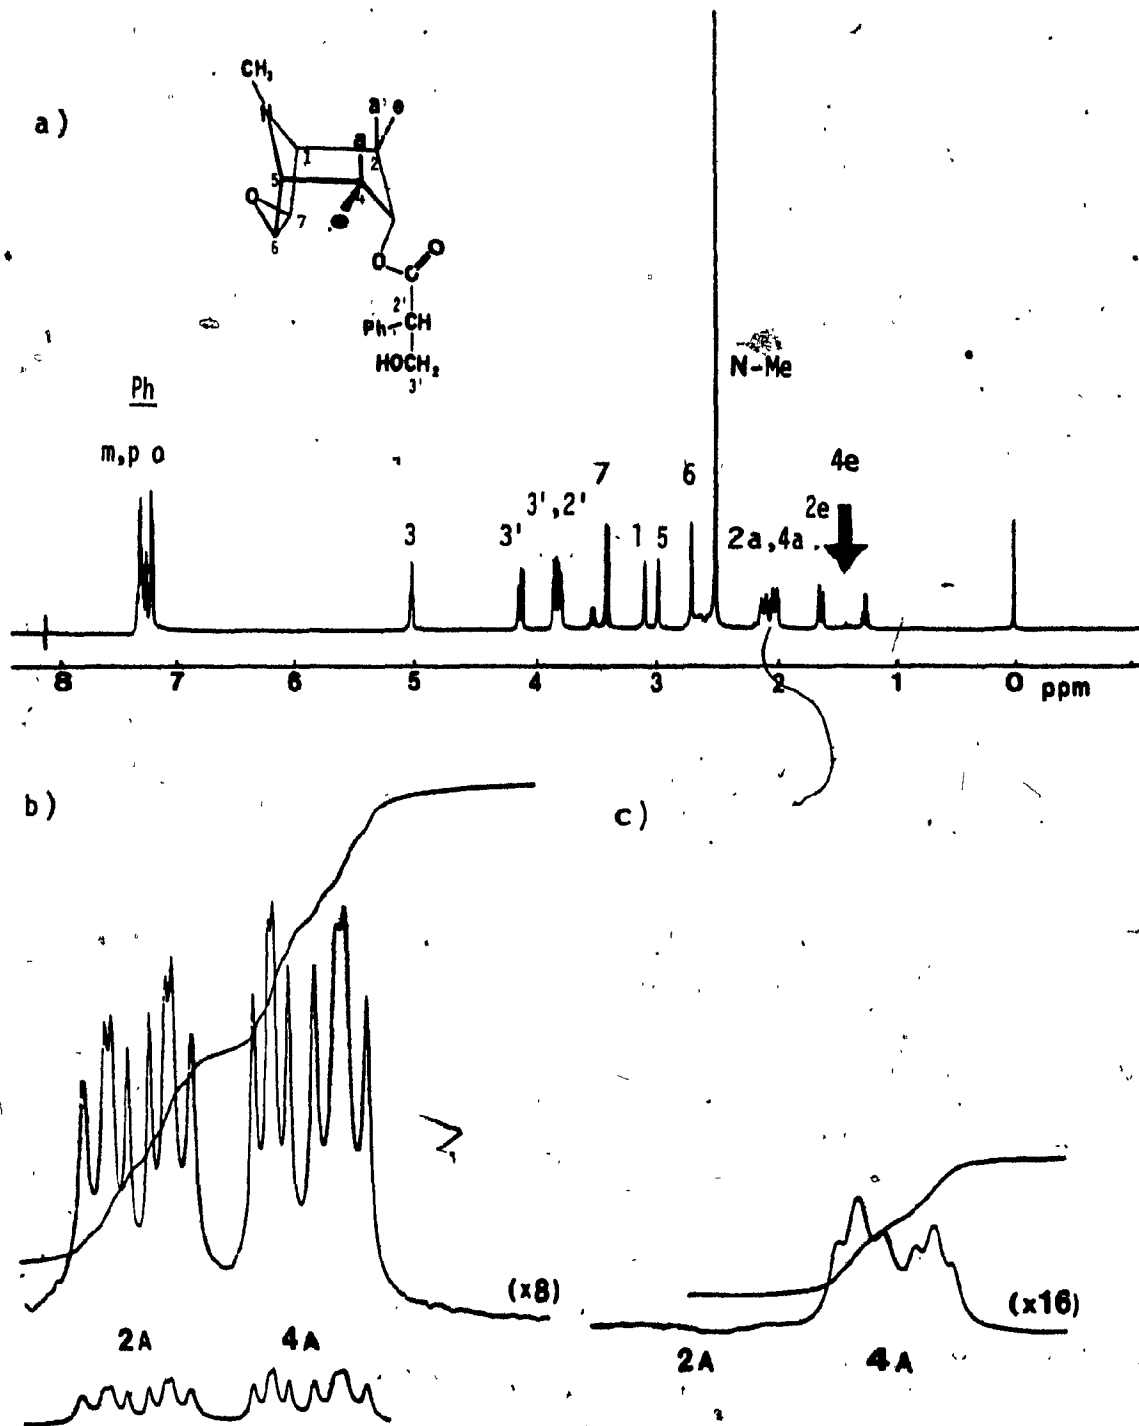 a)
CH₃
N
a' e
a
1
2
5
4
O
7
6
O
O
C
2'
Ph
CH
HOCH₂
3'
Ph
m,p o
N-Me
3
3'
3',2'
7
1
5
6
2a,4a
2e
4e
8 7 6 5 4 3 2 1 0 ppm
b)
c)
(x8)
2A 4A
(x16)
2A 4A